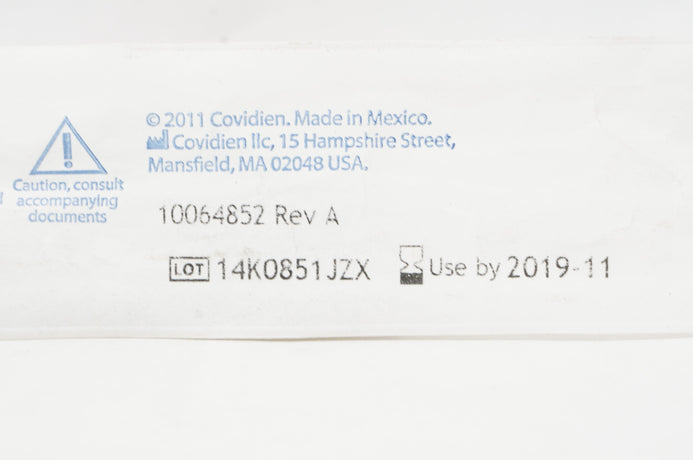 © 2011 Covidien. Made in Mexico.
Covidien llc, 15 Hampshire Street,
Mansfield, MA 02048 USA.
Caution, consult
accompanying
documents
10064852 Rev A
LOT 14K0851JZX Use by 2019-11